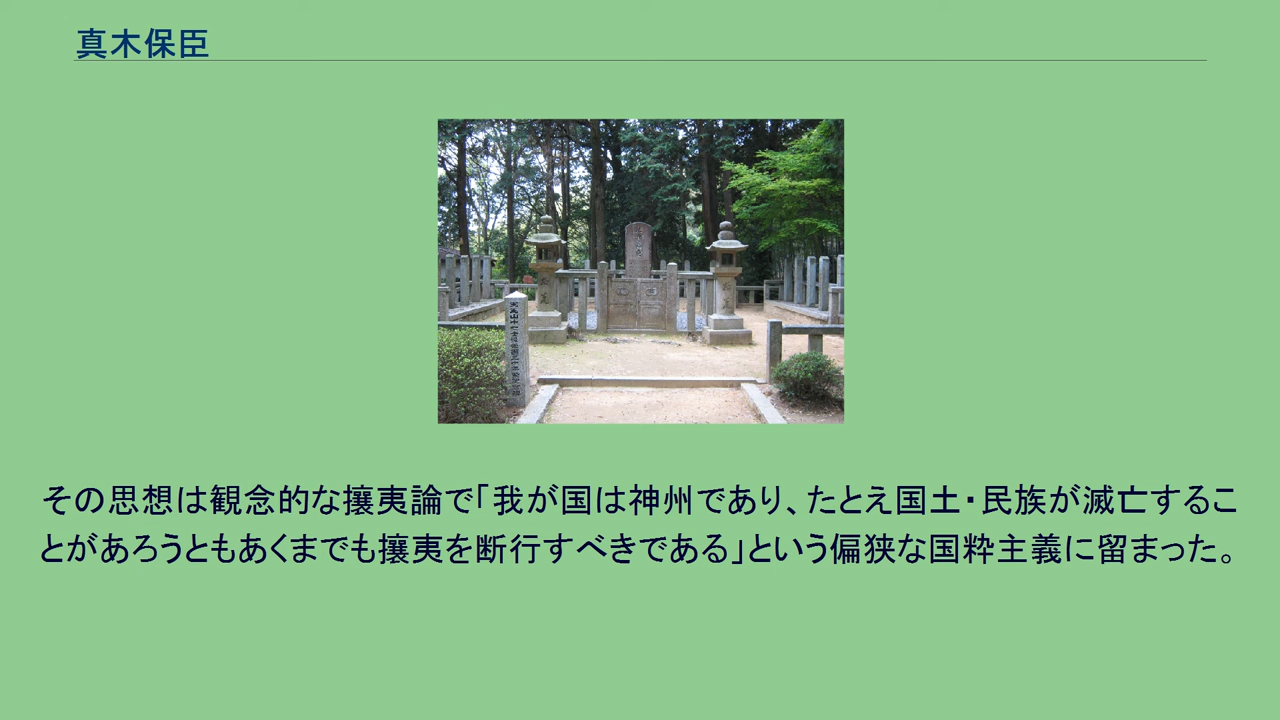 真木保臣
その思想は観念的な攘夷論で「我が国は神州であり、たとえ国土・民族が滅亡するこ
とがあろうともあくまでも攘夷を断行すべきである」という偏狭な国粋主義に留まった。